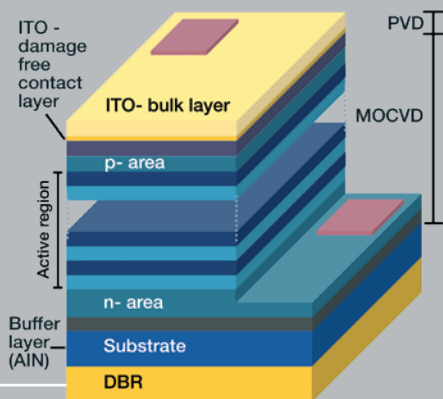 ITO -
damage
free
contact
layer
PVD
ITO- bulk layer
MOCVD
p- area
Active region
n- area
Buffer
layer
(AlN)
Substrate
DBR